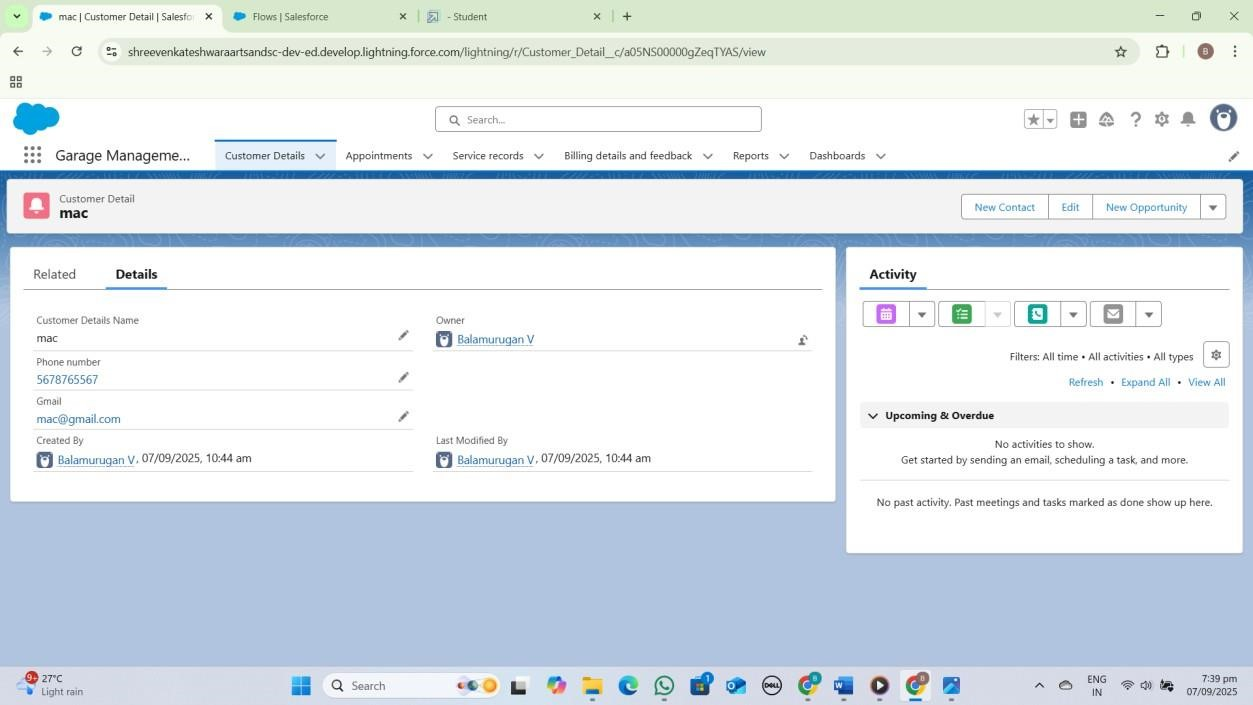 mac | Customer Detail | Salesfor
Flows | Salesforce
- Student
shreevenkateshwaraartsandsc-dev-ed.develop.lightning.force.com/lightning/r/Customer_Detail__c/a05NS00000gZeqTYAS/view
B
Search...
Garage Manageme...
Customer Details
Appointments
Service records
Billing details and feedback
Reports
Dashboards
Customer Detail
mac
New Contact
Edit
New Opportunity
Related
Details
Customer Details Name
mac
Owner
Balamurugan V
Phone number
5678765567
Gmail
mac@gmail.com
Created By
Balamurugan V, 07/09/2025, 10:44 am
Last Modified By
Balamurugan V, 07/09/2025, 10:44 am
Activity
Filters: All time • All activities • All types
Refresh • Expand All • View All
Upcoming & Overdue
No activities to show.
Get started by sending an email, scheduling a task, and more.
No past activity. Past meetings and tasks marked as done show up here.
9+
27°C
Light rain
Search
1
DELL
B
B
ENG
IN
7:39 pm
07/09/2025